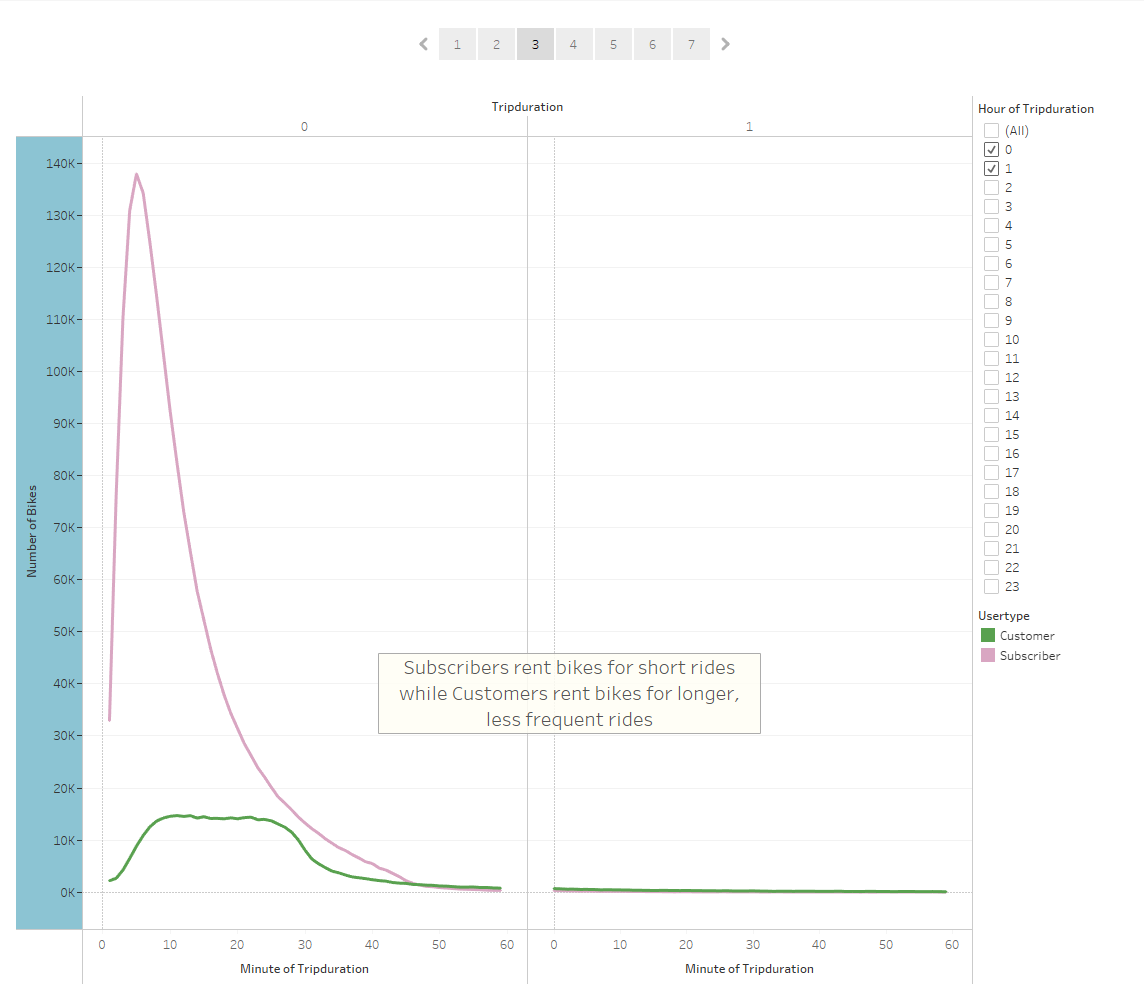 1 2 3 4 5 6 7
Tripduration
0 1
Number of Bikes
140K
130K
120K
110K
100K
90K
80K
70K
60K
50K
40K
30K
20K
10K
0K
Subscribers rent bikes for short rides
while Customers rent bikes for longer,
less frequent rides
0 10 20 30 40 50 60 0 10 20 30 40 50 60
Minute of Tripduration Minute of Tripduration
Hour of Tripduration
(All)
0
1
2
3
4
5
6
7
8
9
10
11
12
13
14
15
16
17
18
19
20
21
22
23
Usertype
Customer
Subscriber